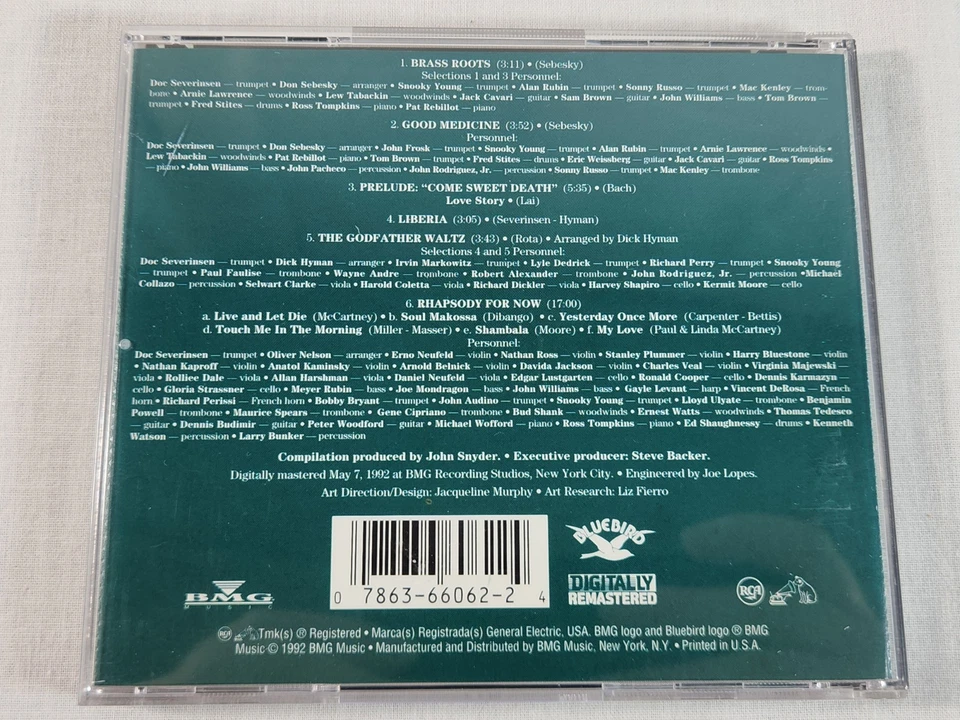 1. BRASS ROOTS (3:11) • (Sebesky)
Selections 1 and 3 Personnel:
Doc Severinsen — trumpet • Don Sebesky — arranger • Snooky Young — trumpet • Alan Rubin — trumpet • Sonny Russo — trumpet • Mac Kenley — trom-
bone • Arnie Lawrence — woodwinds • Lew Tabackin — woodwinds • Jack Cavari — guitar • Sam Brown — guitar • John Williams — bass • Tom Brown —
trumpet • Fred Stites — drums • Ross Tompkins — piano • Pat Rebillot — piano
2. GOOD MEDICINE (3:52) • (Sebesky)
Personnel:
Doc Severinsen — trumpet • Don Sebesky — arranger • John Frosk — trumpet • Snooky Young — trumpet • Alan Rubin — trumpet • Arnie Lawrence — woodwinds •
Lew Tabackin — woodwinds • Pat Rebillot — piano • Tom Brown — trumpet • Fred Stites — drums • Eric Weissberg — guitar • Jack Cavari — guitar • Ross Tompkins
— piano • John Williams — bass • John Pacheco — percussion • John Rodriguez, Jr. — percussion • Sonny Russo — trumpet • Mac Kenley — trombone
3. PRELUDE: “COME SWEET DEATH” (5:35) • (Bach)
Love Story • (Lai)
4. LIBERIA (3:05) • (Severinsen - Hyman)
5. THE GODFATHER WALTZ (3:43) • (Rota) • Arranged by Dick Hyman
Selections 4 and 5 Personnel:
Doc Severinsen — trumpet • Dick Hyman — arranger • Irvin Markowitz — trumpet • Lyle Dedrick — trumpet • Richard Perry — trumpet • Snooky Young
— trumpet • Paul Faulise — trombone • Wayne Andre — trombone • Robert Alexander — trombone • John Rodriguez, Jr. — percussion • Michael
Collazo — percussion • Selwart Clarke — viola • Harold Coletta — viola • Richard Dickler — viola • Harvey Shapiro — cello • Kermit Moore — cello
6. RHAPSODY FOR NOW (17:00)
a. Live and Let Die (McCartney) • b. Soul Makossa (Dibango) • c. Yesterday Once More (Carpenter - Bettis)
d. Touch Me In The Morning (Miller - Masser) • e. Shambala (Moore) • f. My Love (Paul & Linda McCartney)
Personnel:
Doc Severinsen — trumpet • Oliver Nelson — arranger • Erno Neufeld — violin • Nathan Ross — violin • Stanley Plummer — violin • Harry Bluestone — violin
• Nathan Kaproff — violin • Anatol Kaminsky — violin • Arnold Belnick — violin • Davida Jackson — violin • Charles Veal — violin • Virginia Majewski —
viola • Rolliee Dale — viola • Allan Harshman — viola • Daniel Neufeld — viola • Edgar Lustgarten — cello • Ronald Cooper — cello • Dennis Karmazyn —
cello • Gloria Strassner — cello • Meyer Rubin — bass • Joe Mondragon — bass • John Williams — bass • Gayle Levant — harp • Vincent DeRosa — French
horn • Richard Perissi — French horn • Bobby Bryant — trumpet • John Audino — trumpet • Snooky Young — trumpet • Lloyd Ulyate — trombone • Benjamin
Powell — trombone • Maurice Spears — trombone • Gene Cipriano — trombone • Bud Shank — woodwinds • Ernest Watts — woodwinds • Thomas Tedesco
— guitar • Dennis Budimir — guitar • Peter Woodford — guitar • Michael Wofford — piano • Ross Tompkins — piano • Ed Shaughnessy — drums • Kenneth
Watson — percussion • Larry Bunker — percussion
Compilation produced by John Snyder. • Executive producer: Steve Backer.
Digitally mastered May 7, 1992 at BMG Recording Studios, New York City. • Engineered by Joe Lopes.
Art Direction/Design: Jacqueline Murphy • Art Research: Liz Fierro
BLUEBIRD
DIGITALLY
REMASTERED
BMG
MUSIC
0 7863-66062-2 4
RCA
RCA Tmk(s) ® Registered • Marca(s) Registrada(s) General Electric, USA. BMG logo and Bluebird logo ® BMG
Music © 1992 BMG Music • Manufactured and Distributed by BMG Music, New York, N.Y. • Printed in U.S.A.